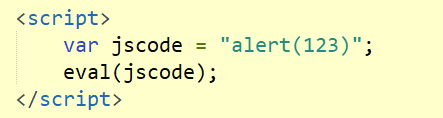 <script>
    var jscode = "alert(123)";
    eval(jscode);
</script>